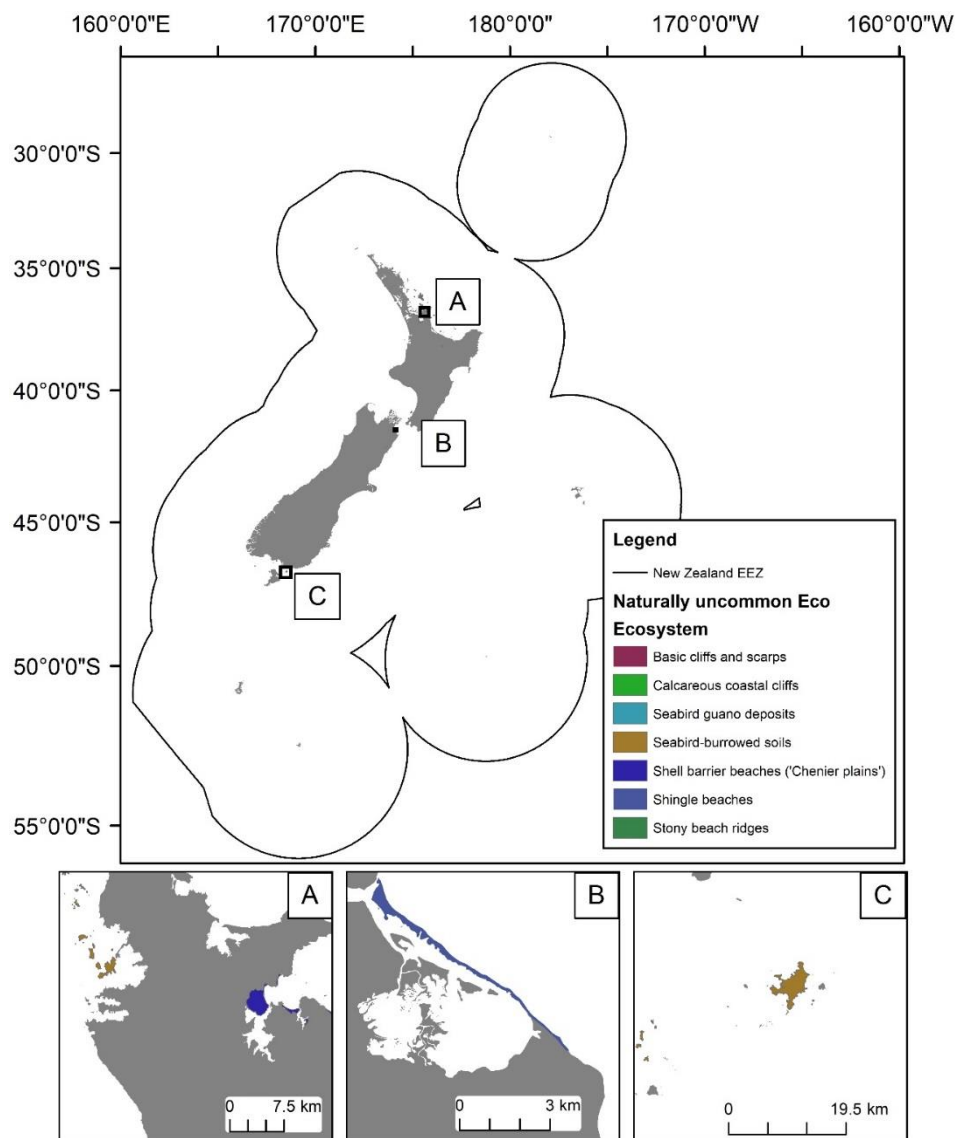 160°0'0"E 170°0'0"E 180°0'0" 170°0'0"W 160°0'0"W
30°0'0"S
35°0'0"S
A
40°0'0"S
B
45°0'0"S
Legend
New Zealand EEZ
C
Naturally uncommon Eco
Ecosystem
50°0'0"S
Basic cliffs and scarps
Calcareous coastal cliffs
Seabird guano deposits
Seabird-burrowed soils
Shell barrier beaches ('Chenier plains')
Shingle beaches
55°0'0"S
Stony beach ridges
A
B
C
0 7.5 km
0 3 km
0 19.5 km